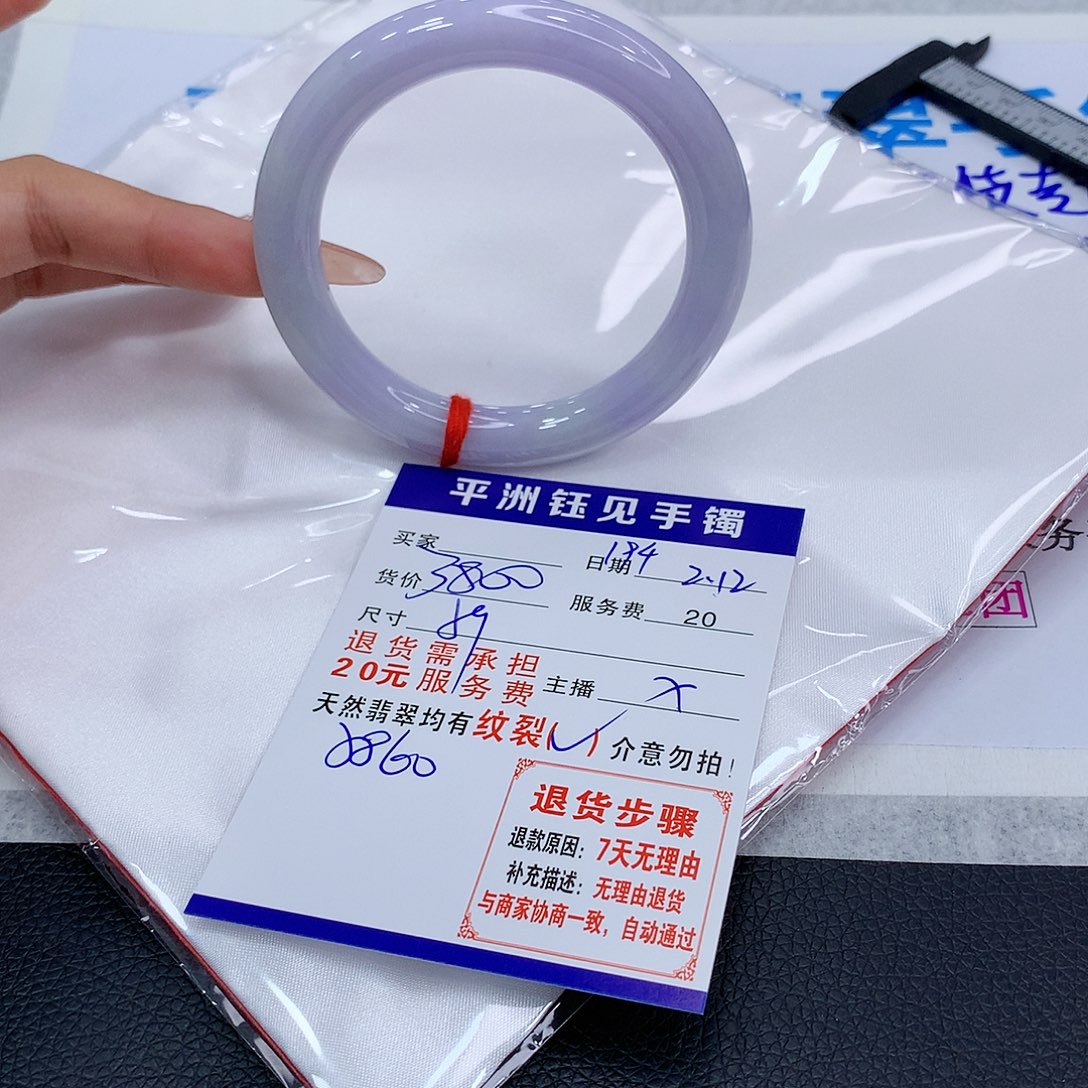 平洲钰见手镯
买家 日期 134 2.12
货价 3860 服务费 20
尺寸
退货需承担
20元服务费 主播 X
天然翡翠均有纹裂(✓)介意勿拍!
8860
退货步骤
退款原因:7天无理由
补充描述:无理由退货
与商家协商一致,自动通过
务
团